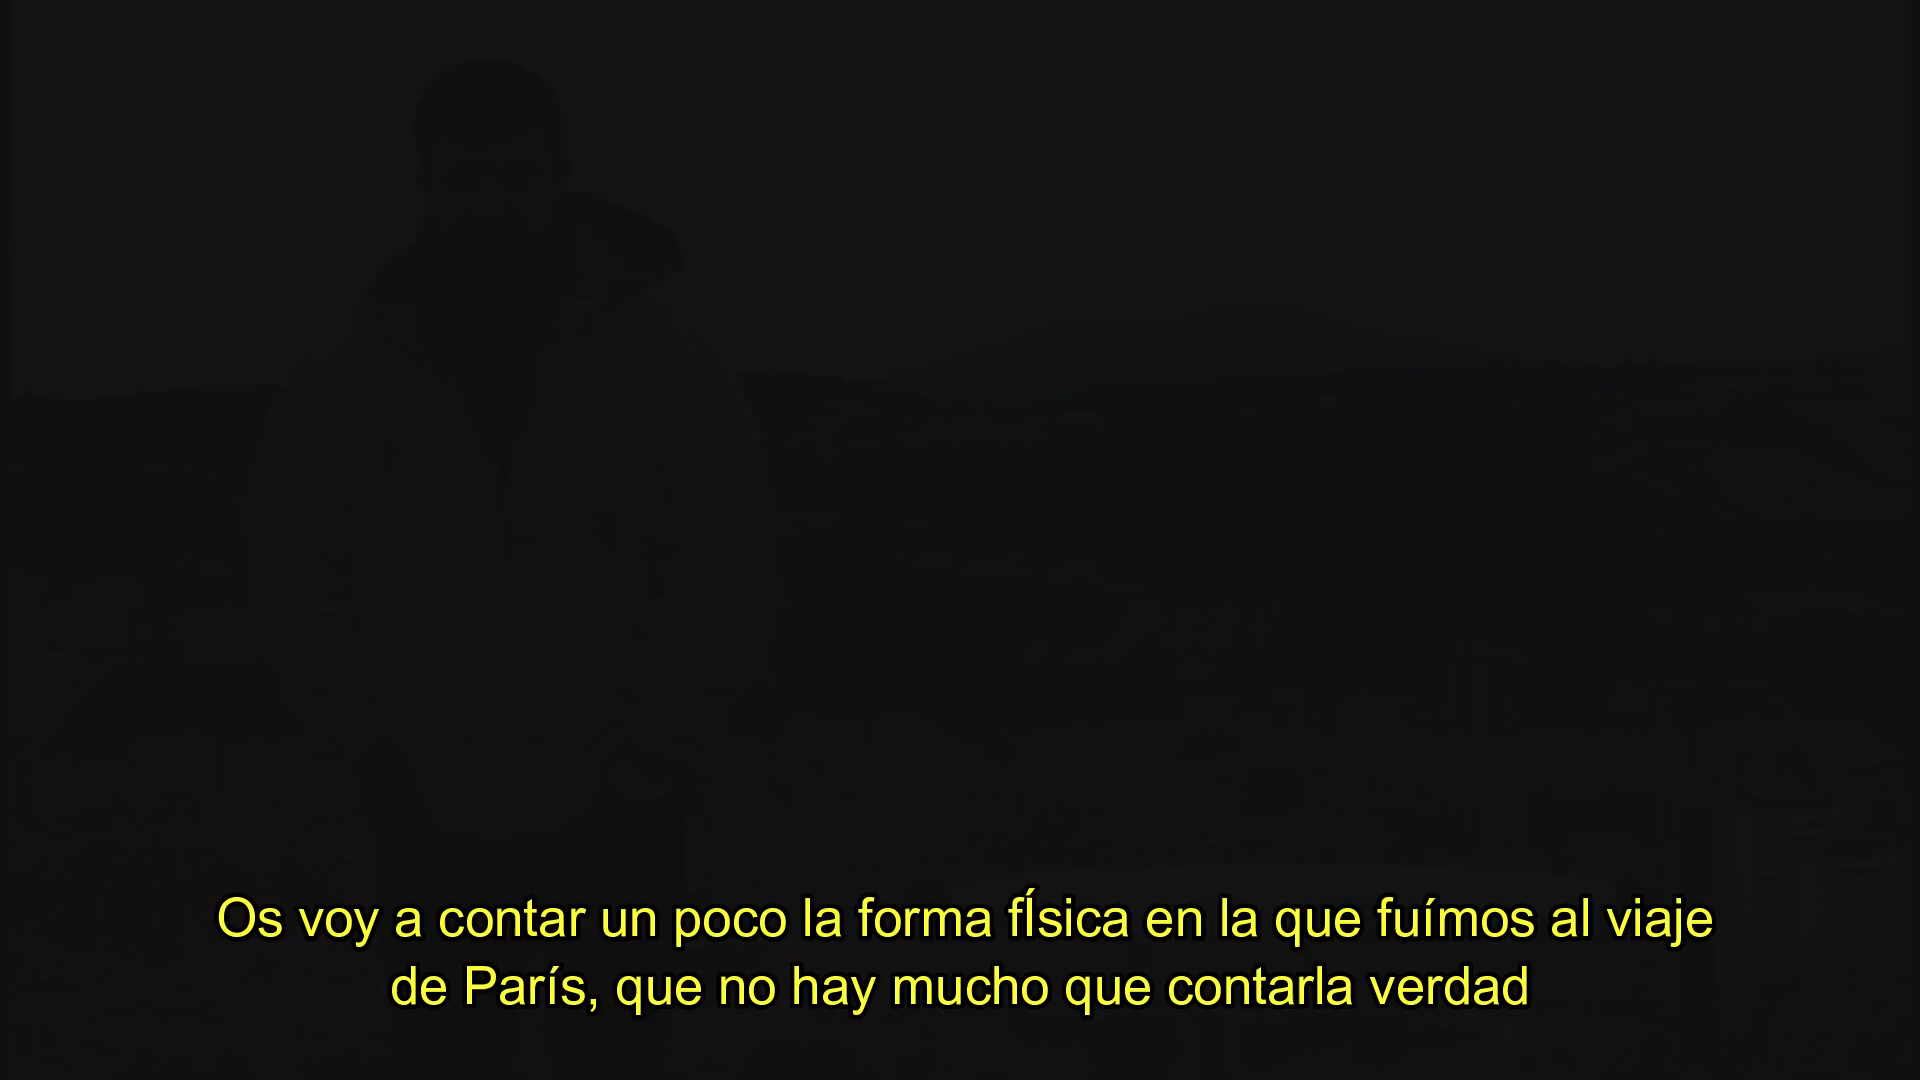 Os voy a contar un poco la forma fÍsica en la que fuímos al viaje
de París, que no hay mucho que contarla verdad